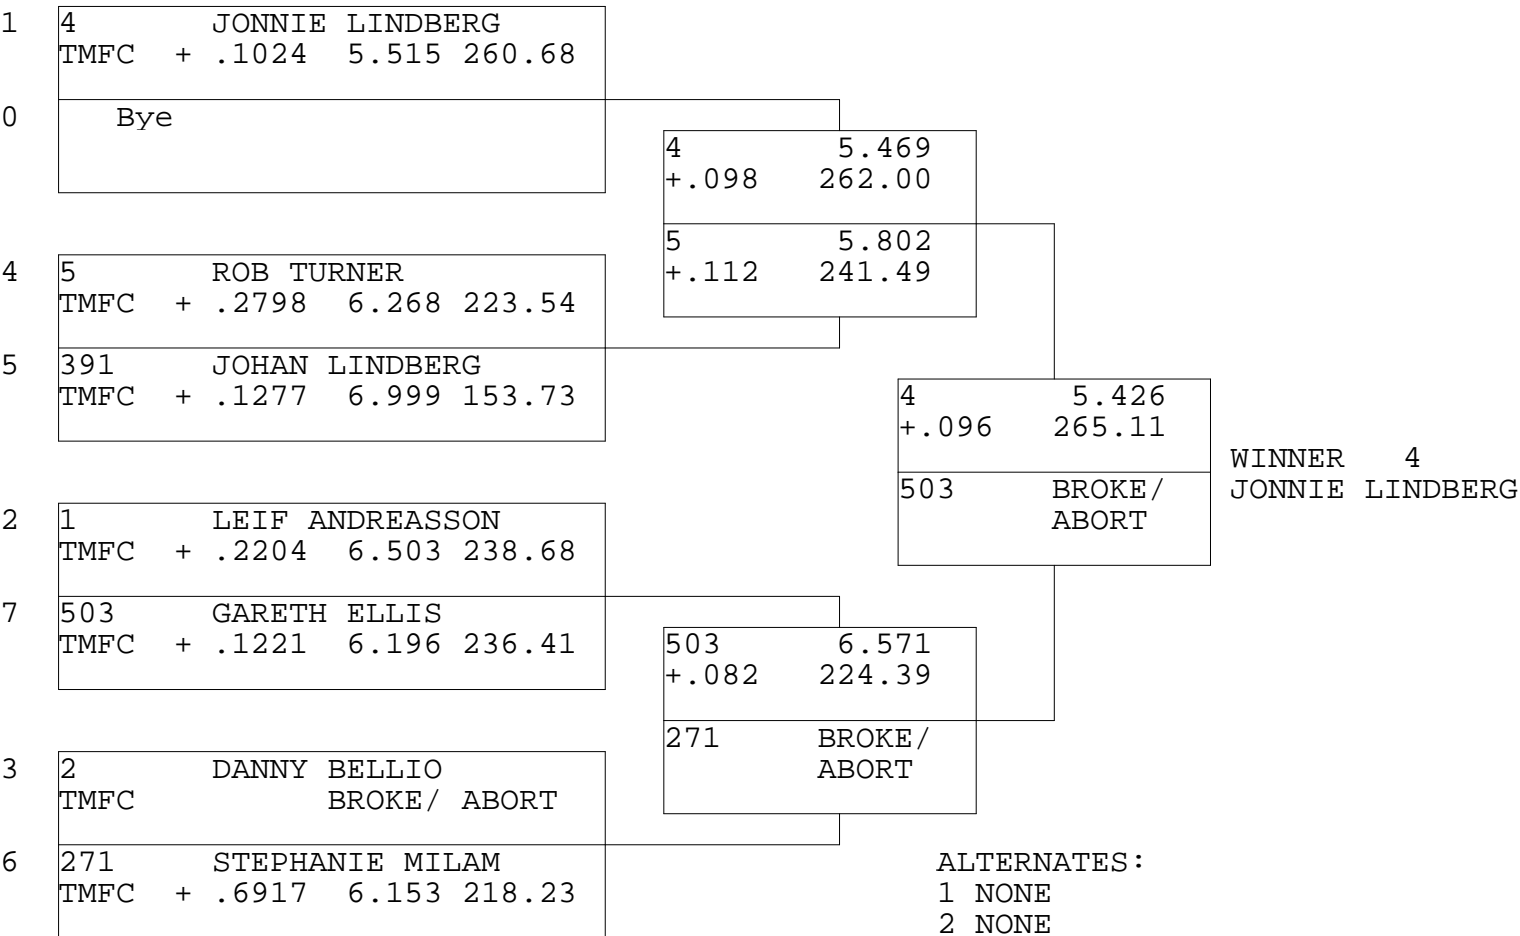 1 4 JONNIE LINDBERG
TMFC + .1024 5.515 260.68
0 Bye
4 5.469
+.098 262.00
5 5.802
+.112 241.49
4 5 ROB TURNER
TMFC + .2798 6.268 223.54
5 391 JOHAN LINDBERG
TMFC + .1277 6.999 153.73
4 5.426
+.096 265.11
503 BROKE/
ABORT
WINNER 4
JONNIE LINDBERG
2 1 LEIF ANDREASSON
TMFC + .2204 6.503 238.68
7 503 GARETH ELLIS
TMFC + .1221 6.196 236.41
503 6.571
+.082 224.39
271 BROKE/
ABORT
3 2 DANNY BELLIO
TMFC BROKE/ ABORT
6 271 STEPHANIE MILAM
TMFC + .6917 6.153 218.23
ALTERNATES:
1 NONE
2 NONE